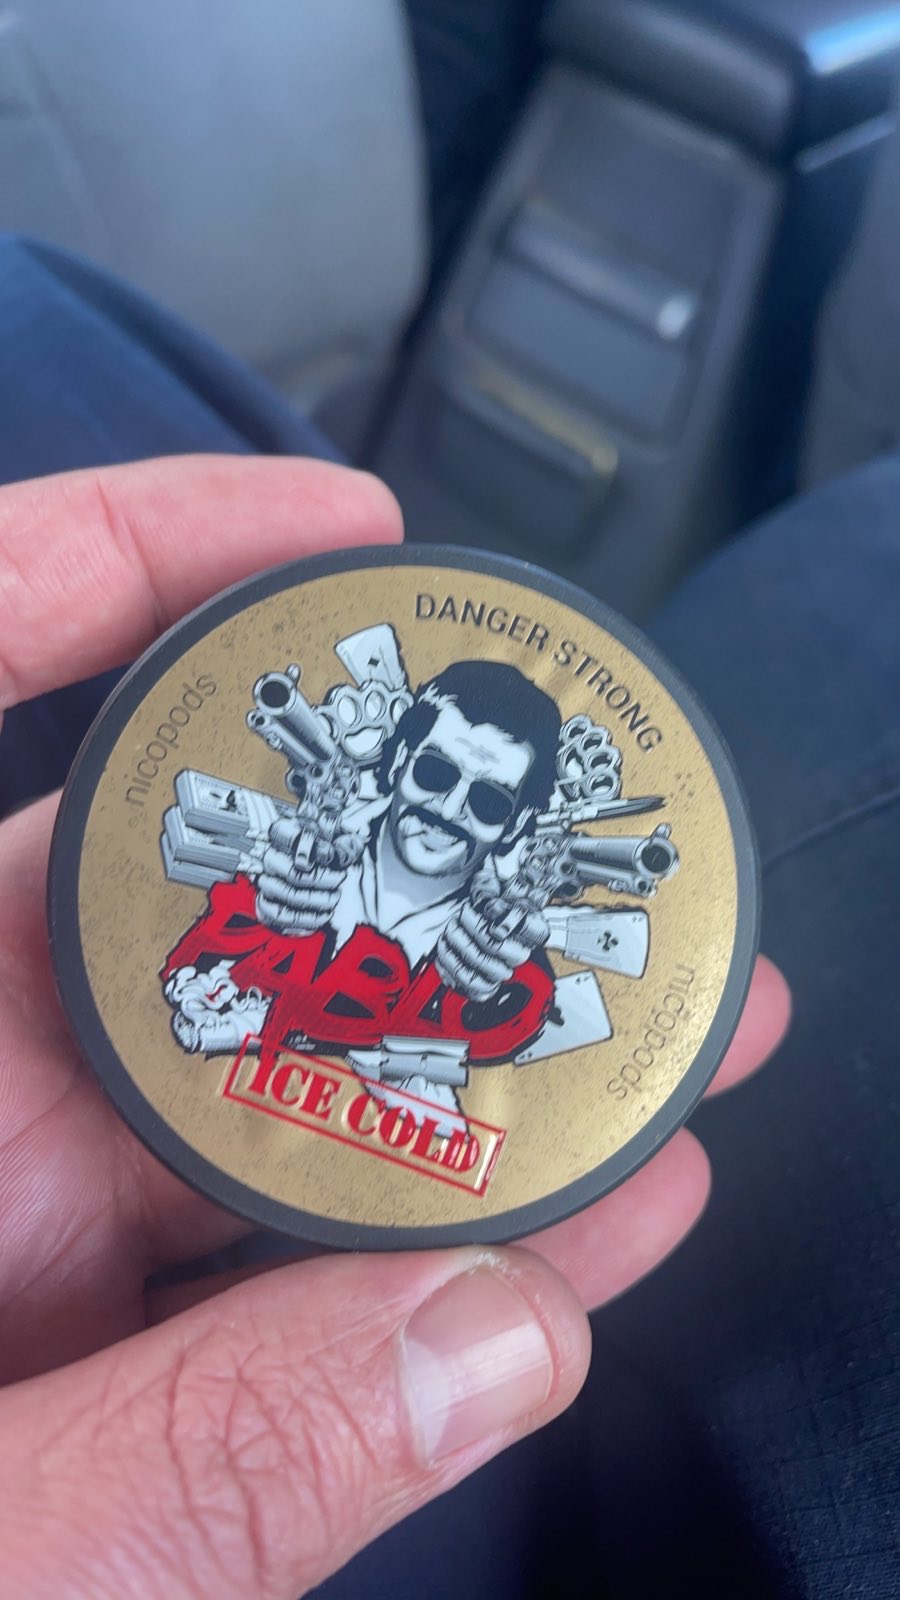 DANGER STRONG
nicopods
PABLO
nicopods
ICE COLD